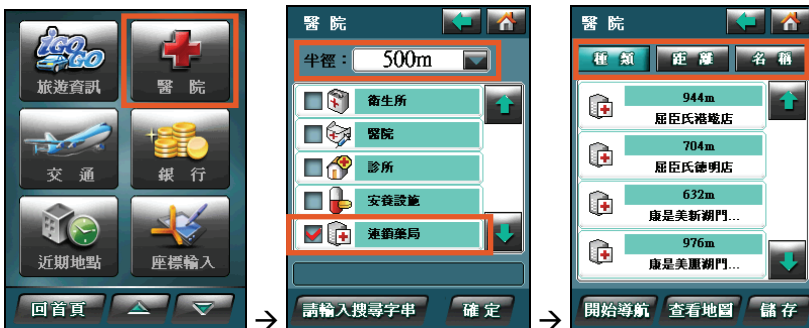 iGO
GO
旅遊資訊
醫 院
交 通
銀 行
近期地點
座標輸入
回首頁
→
醫 院
半徑：
500m
衛生所
醫院
診所
安養設施
連鎖藥局
請輸入搜尋字串
確 定
→
醫 院
種 類
距 離
名 稱
944m
屈臣氏港墘店
704m
屈臣氏德明店
632m
康是美新湖門...
976m
康是美麗湖門...
開始導航
查看地圖
儲 存